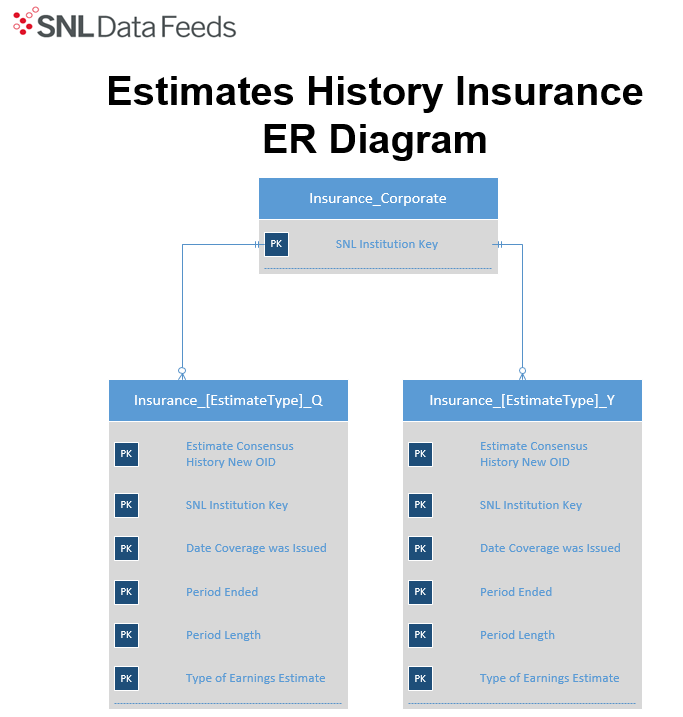 SNL Data Feeds
Estimates History Insurance
ER Diagram
Insurance_Corporate
PK SNL Institution Key
Insurance_[EstimateType]_Q
PK Estimate Consensus
History New OID
PK SNL Institution Key
PK Date Coverage was Issued
PK Period Ended
PK Period Length
PK Type of Earnings Estimate
Insurance_[EstimateType]_Y
PK Estimate Consensus
History New OID
PK SNL Institution Key
PK Date Coverage was Issued
PK Period Ended
PK Period Length
PK Type of Earnings Estimate